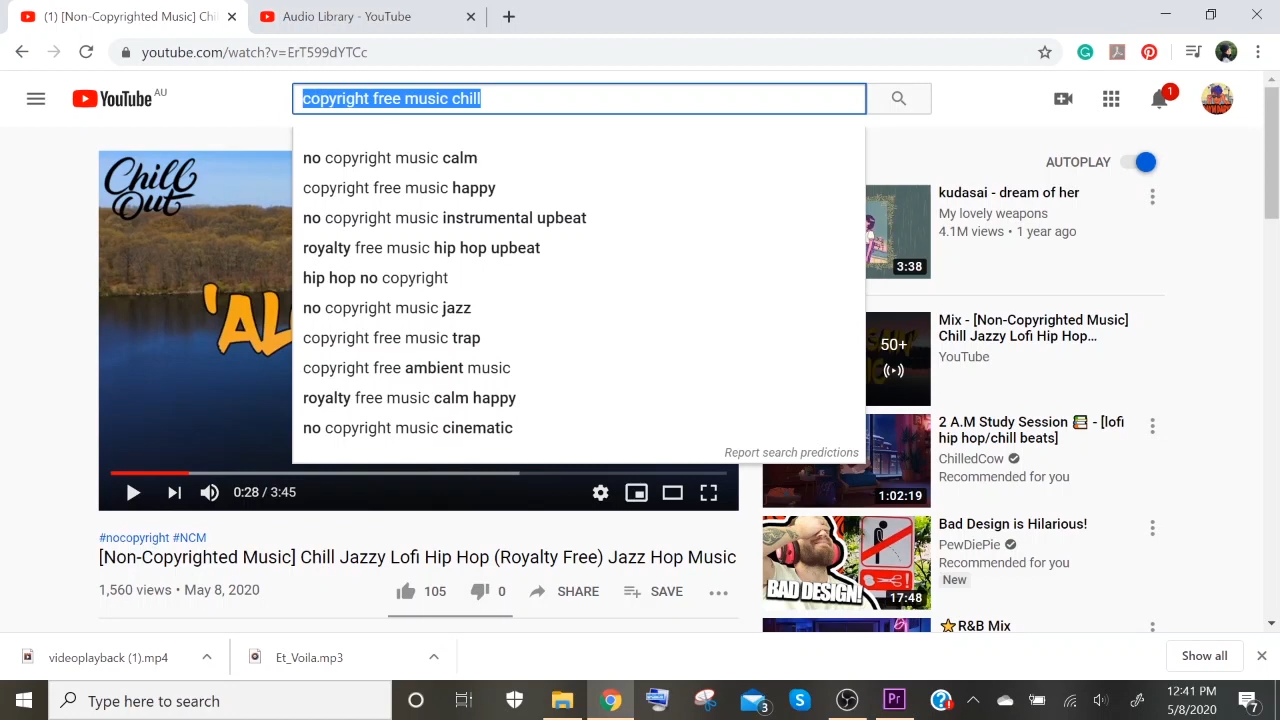 (1) [Non-Copyrighted Music] Chi
Audio Library - YouTube
youtube.com/watch?v=ErT599dYTCc
YouTube AU
copyright free music chill
1
no copyright music calm
copyright free music happy
no copyright music instrumental upbeat
royalty free music hip hop upbeat
hip hop no copyright
no copyright music jazz
copyright free music trap
copyright free ambient music
royalty free music calm happy
no copyright music cinematic
Report search predictions
Chill
Out
'AL
0:28 / 3:45
#nocopyright #NCM
[Non-Copyrighted Music] Chill Jazzy Lofi Hip Hop (Royalty Free) Jazz Hop Music
1,560 views • May 8, 2020
105
0
SHARE
SAVE
AUTOPLAY
3:38
kudasai - dream of her
My lovely weapons
4.1M views • 1 year ago
50+
Mix - [Non-Copyrighted Music]
Chill Jazzy Lofi Hip Hop...
YouTube
1:02:19
2 A.M Study Session 📚 - [lofi
hip hop/chill beats]
ChilledCow
Recommended for you
BAD DESIGN!
17:48
Bad Design is Hilarious!
PewDiePie
Recommended for you
New
⭐R&B Mix
videoplayback (1).mp4
Et_Voila.mp3
Show all
Type here to search
3
S
Pr
12:41 PM
5/8/2020
7